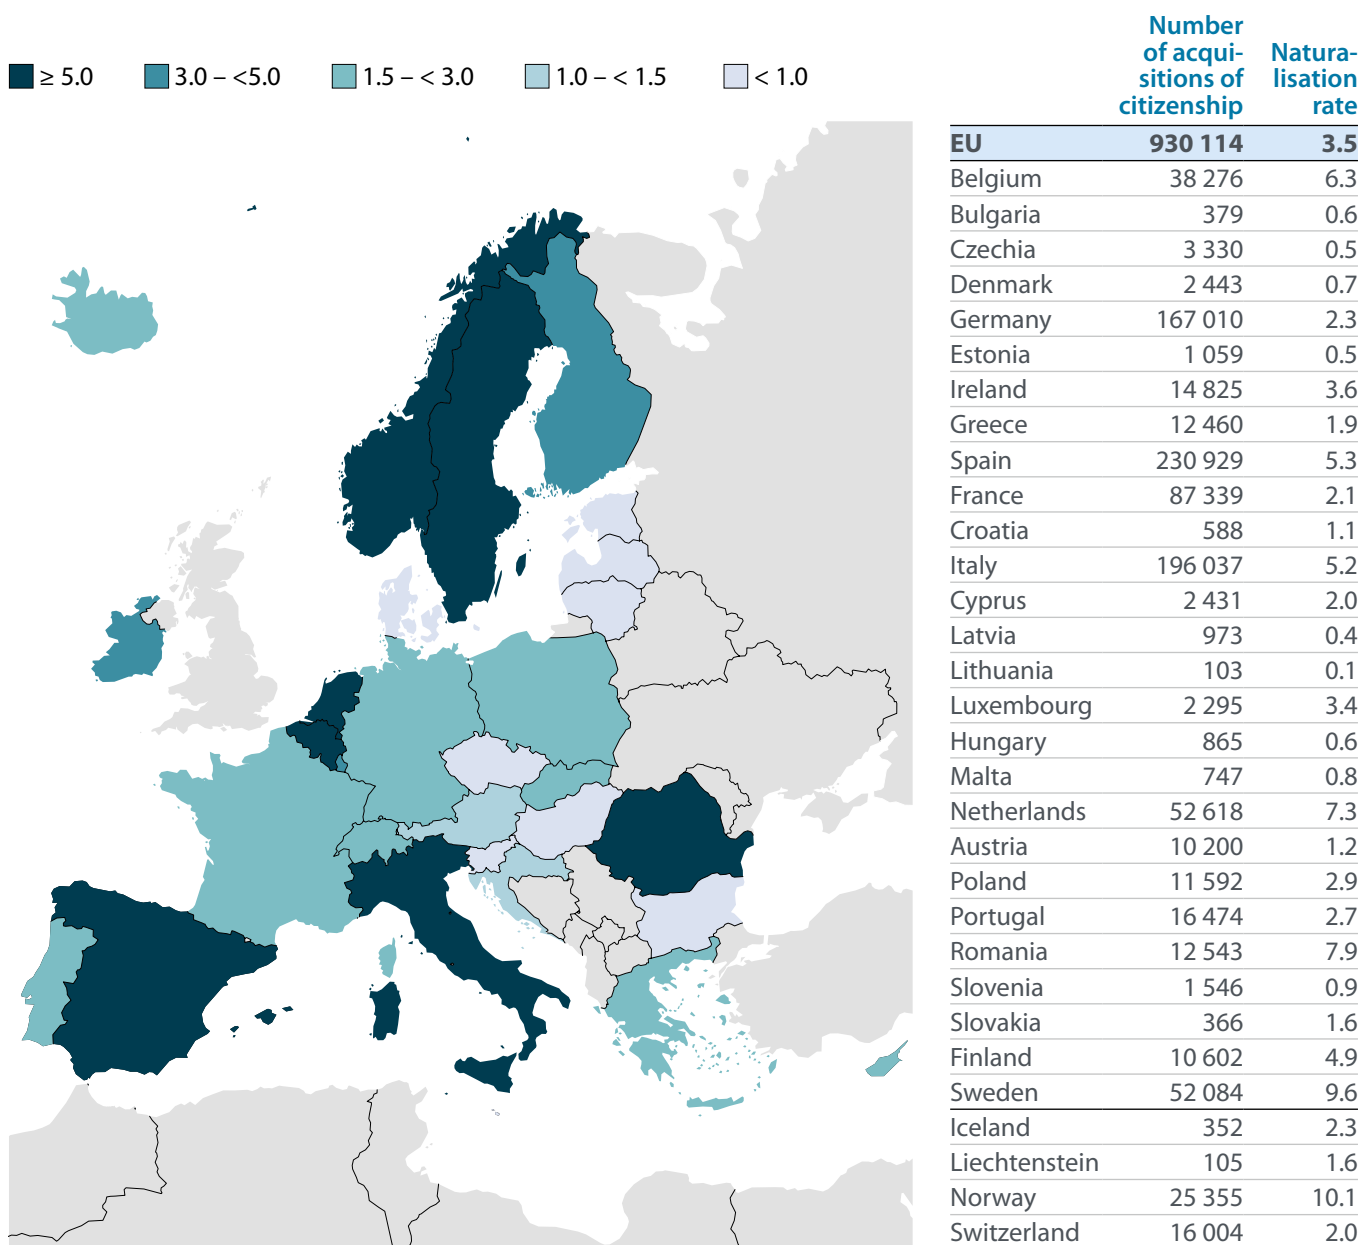 ≥ 5.0
3.0 – <5.0
1.5 – < 3.0
1.0 – < 1.5
< 1.0
Number
of acqui-
sitions of
citizenship
Natura-
lisation
rate
EU 930 114 3.5
Belgium 38 276 6.3
Bulgaria 379 0.6
Czechia 3 330 0.5
Denmark 2 443 0.7
Germany 167 010 2.3
Estonia 1 059 0.5
Ireland 14 825 3.6
Greece 12 460 1.9
Spain 230 929 5.3
France 87 339 2.1
Croatia 588 1.1
Italy 196 037 5.2
Cyprus 2 431 2.0
Latvia 973 0.4
Lithuania 103 0.1
Luxembourg 2 295 3.4
Hungary 865 0.6
Malta 747 0.8
Netherlands 52 618 7.3
Austria 10 200 1.2
Poland 11 592 2.9
Portugal 16 474 2.7
Romania 12 543 7.9
Slovenia 1 546 0.9
Slovakia 366 1.6
Finland 10 602 4.9
Sweden 52 084 9.6
Iceland 352 2.3
Liechtenstein 105 1.6
Norway 25 355 10.1
Switzerland 16 004 2.0